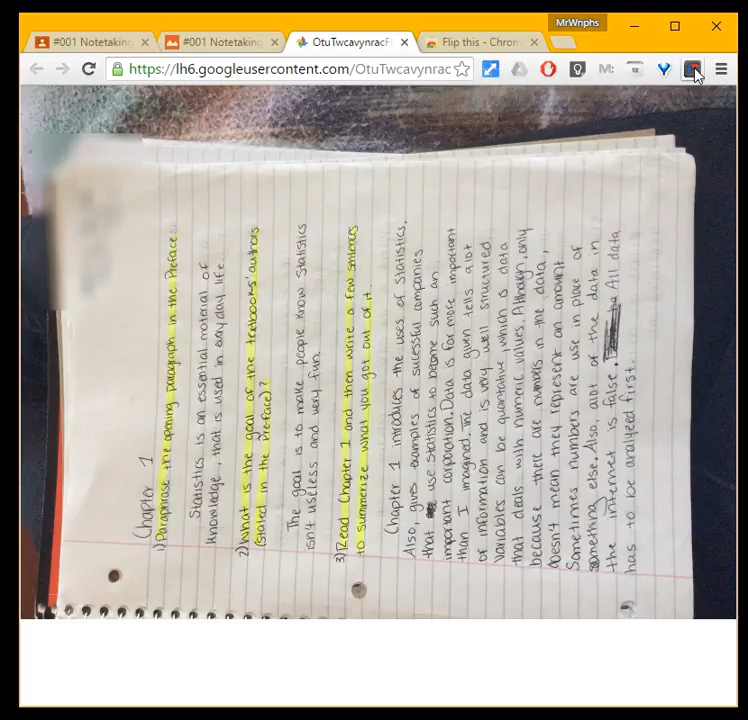 MrWnphs
#001 Notetaking
#001 Notetakin
OtuTwcavynracF
Flip this - Chrom
https://lh6.googleusercontent.com/OtuTwcavynrac
M:
Chapter 1
1) Paraphrase the opening paragraph in the Preface:
Statistics is an essential material of
knowledge, that is used in everyday life
2) What is the goal of the textbooks' authors
(stated in the Preface)?
The goal is to make people know Statistics
isn't useless and very fun.
3) Read Chapter 1 and then write a few sentences
to summerize what you got out of it.
Chapter 1 introduces the uses of statistics.
Also, gives examples of sucessful companies
that use statistics to become such an
important corporation. Data is far more important
than I imagined. The data given tells alot
of information and is very well structured
Variables can be quantative, which is data
that deals with numeric values. Although, only
because there are numbers in the data,
doesn't mean they represent an amount.
Sometimes numbers are use in place of
something else. Also, alot of the data in
the internet is false. All data
has to be analyzed first.